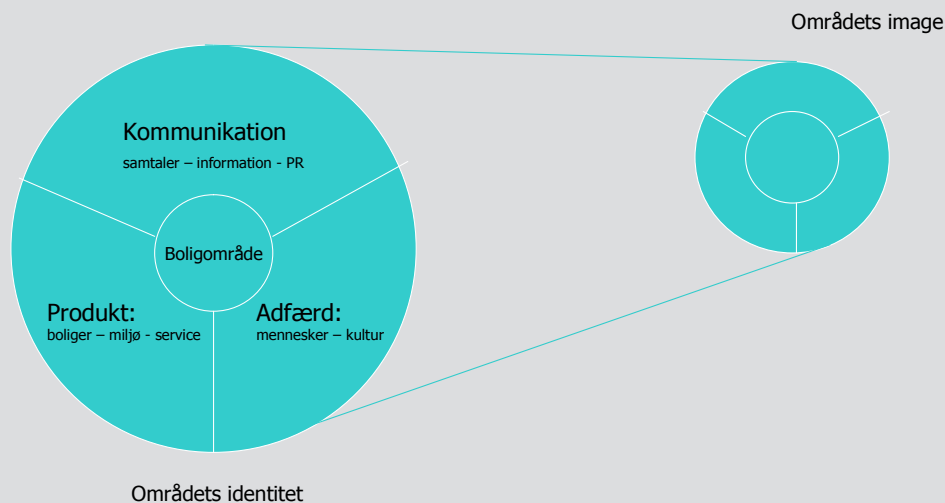 Områdets image
Kommunikation
samtaler – information - PR
Boligområde
Produkt:
boliger – miljø - service
Adfærd:
mennesker – kultur
Områdets identitet